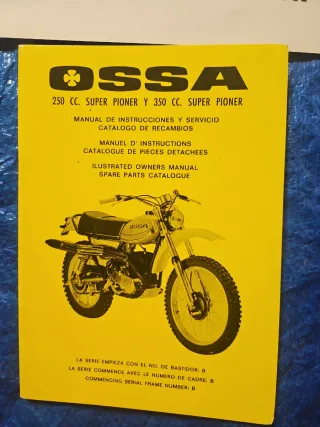 OSSA
250 CC. SUPER PIONER Y 350 CC. SUPER PIONER
MANUAL DE INSTRUCCIONES Y SERVICIO
CATALOGO DE RECAMBIOS
MANUEL D' INSTRUCTIONS
CATALOGUE DE PIECES DETACHEES
ILUSTRATED OWNERS MANUAL
SPARE PARTS CATALOGUE
OSSA
LA SERIE EMPIEZA CON EL NO. DE BASTIDOR: B
LA SERIE COMMENCE AVEC LE NUMERO DE CADRE: B
COMMENCING SERIAL FRAME NUMBER: B